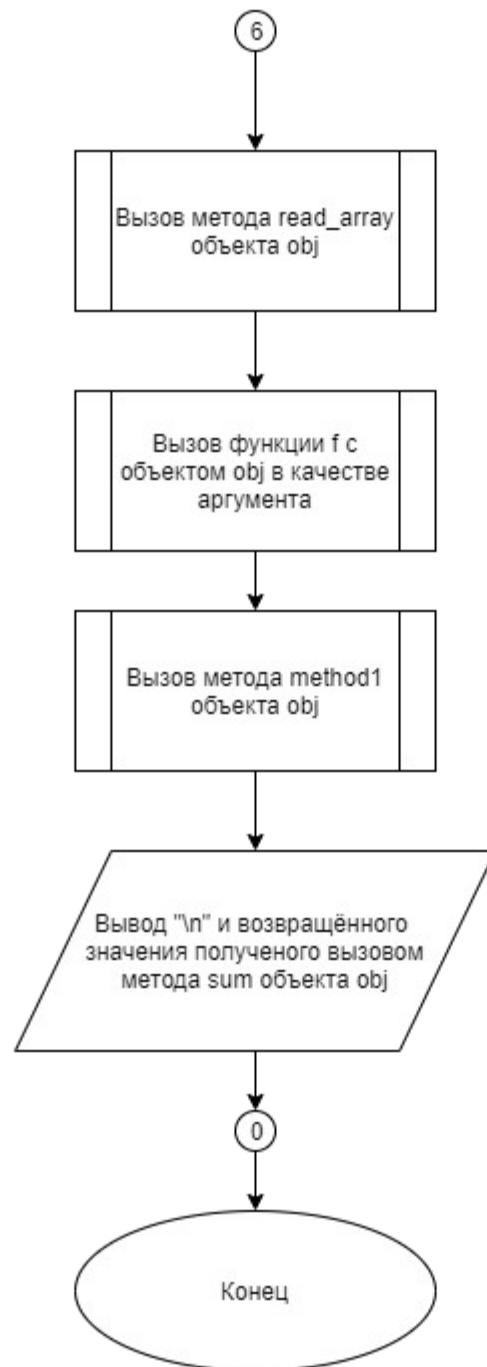 6
Вызов метода read_array
объекта obj
Вызов функции f с
объектом obj в качестве
аргумента
Вызов метода method1
объекта obj
Вывод "\n" и возвращённого
значения полученого вызовом
метода sum объекта obj
0
Конец